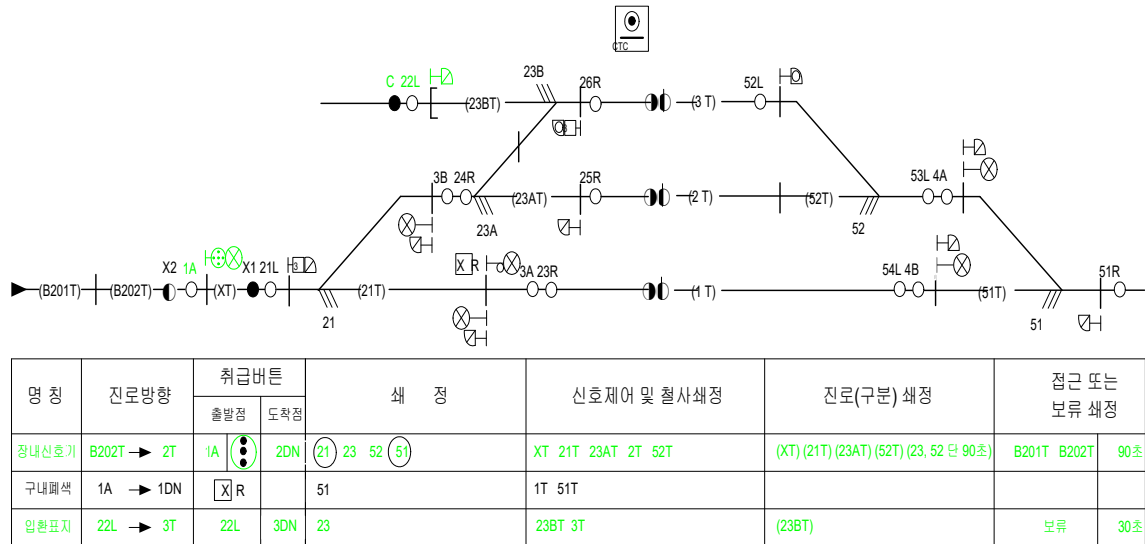 CTC
23B
C 22L
26R
52L
(23BT)
(3 T)
3B 24R
25R
53L 4A
(23AT)
(2 T)
(52T)
23A
52
X2 1A X1 21L
3
X R
3A 23R
54L 4B
51R
(B201T) (B202T) (XT) (21T) (1 T) (51T)
21
51
명 칭 진로방향 취급버튼 쇄 정 신호제어 및 철사쇄정 진로(구분) 쇄정 접근 또는
보류 쇄정
출발점 도착점
장내신호기 B202T → 2T 1A 2DN 21 23 52 51 XT 21T 23AT 2T 52T (XT) (21T) (23AT) (52T) (23, 52 단 90초) B201T B202T 90초
구내폐색 1A → 1DN X R 51 1T 51T
입환표지 22L → 3T 22L 3DN 23 23BT 3T (23BT) 보류 30초